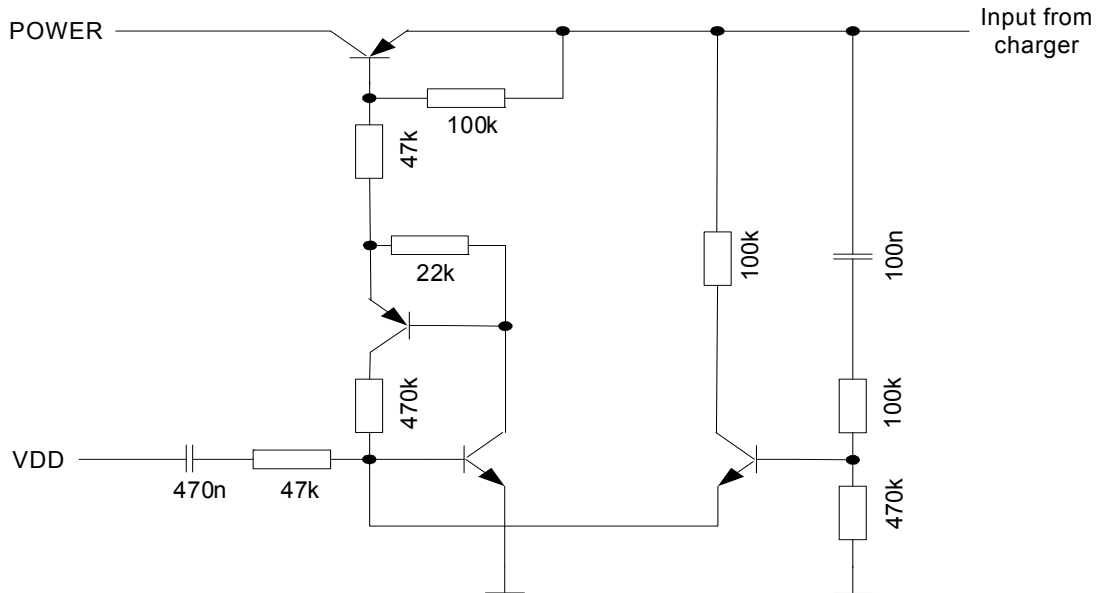 Input from
charger
POWER
100k
47k
22k
100k
100n
470k
100k
VDD
470n
47k
470k